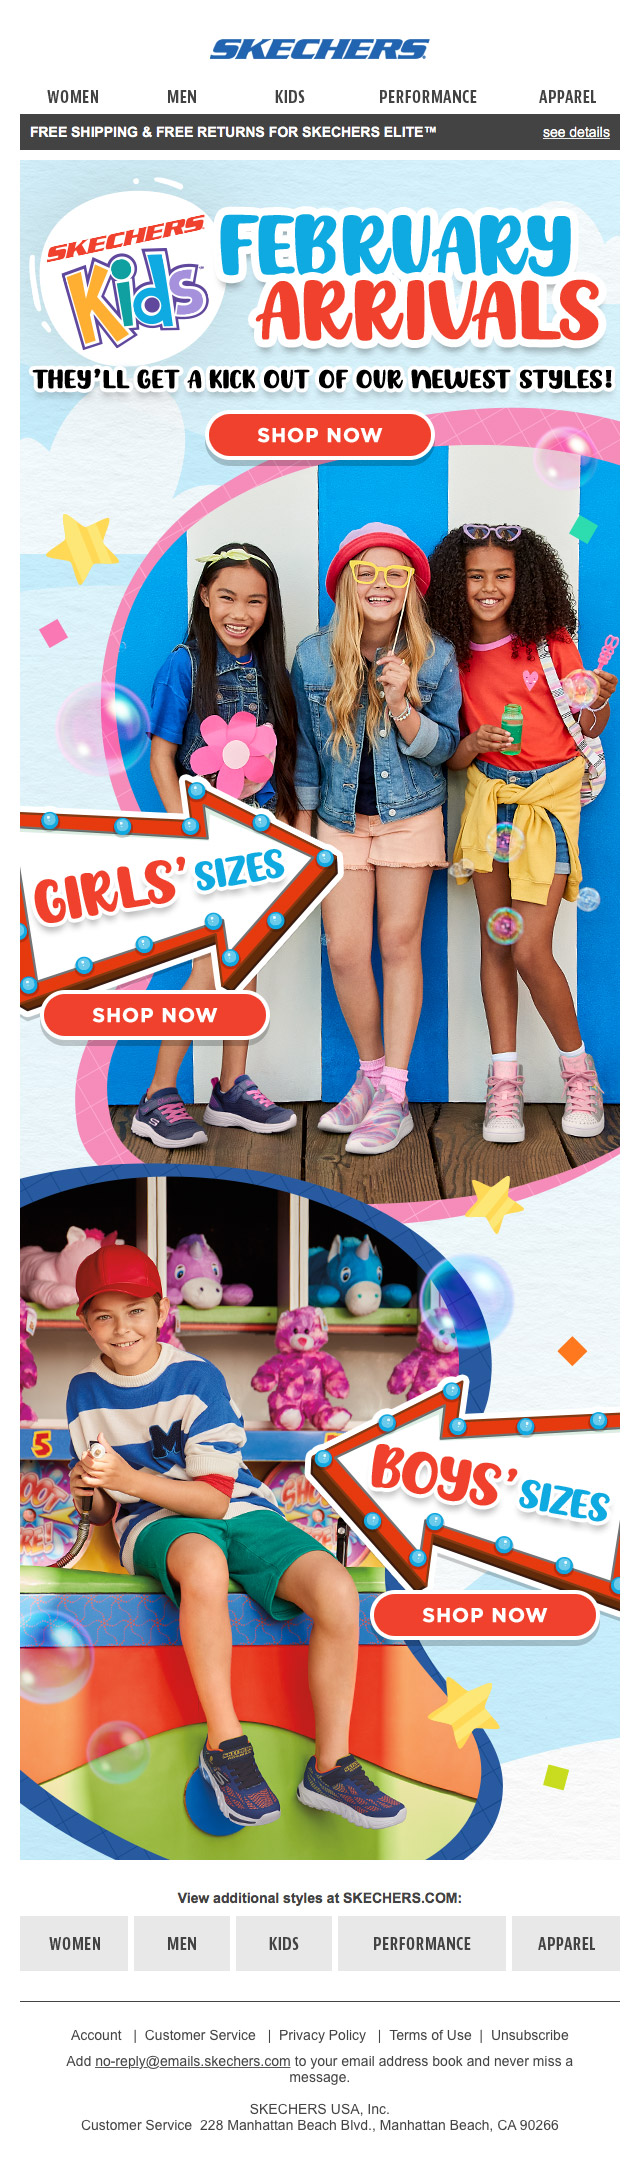 SKECHERS
WOMEN MEN KIDS PERFORMANCE APPAREL
FREE SHIPPING & FREE RETURNS FOR SKECHERS ELITE™ see details
SKECHERS
Kids
FEBRUARY
ARRIVALS
THEY'LL GET A KICK OUT OF OUR NEWEST STYLES!
SHOP NOW
GIRLS' SIZES
SHOP NOW
S
M
5
SHOOT
BOYS' SIZES
SHOP NOW
SKECHERS
View additional styles at SKECHERS.COM:
WOMEN MEN KIDS PERFORMANCE APPAREL
Account | Customer Service | Privacy Policy | Terms of Use | Unsubscribe
Add no-reply@emails.skechers.com to your email address book and never miss a
message.
SKECHERS USA, Inc.
Customer Service 228 Manhattan Beach Blvd., Manhattan Beach, CA 90266